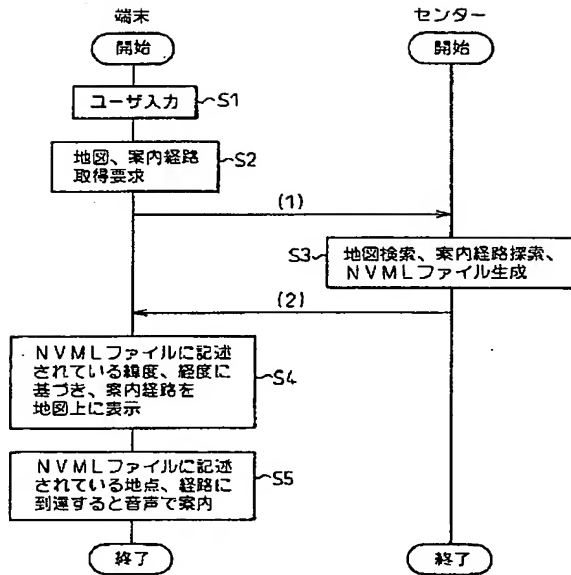 端末
センター
開始
開始
ユーザ入力
S1
地図、案内経路
取得要求
S2
(1)
S3
地図検索、案内経路探索、
NVMLファイル生成
(2)
NVMLファイルに記述
されている緯度、経度に
基づき、案内経路を
地図上に表示
S4
NVMLファイルに記述
されている地点、経路に
到達すると音声で案内
S5
終了
終了